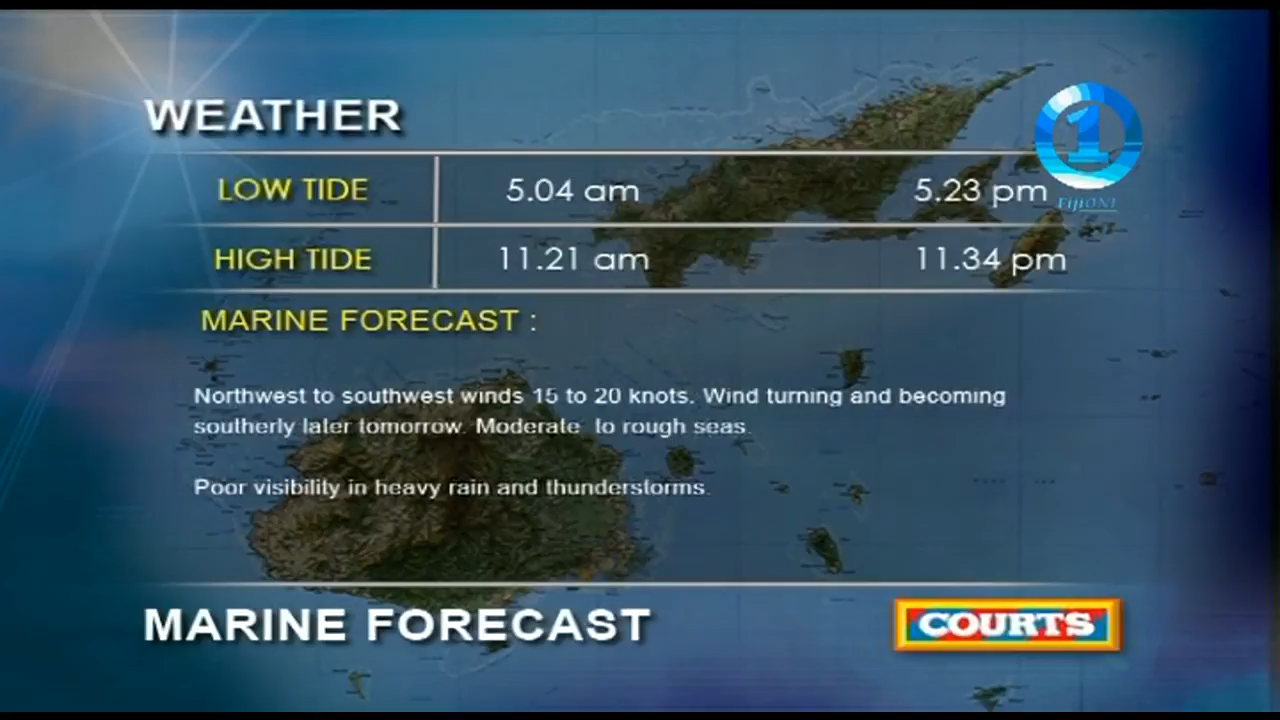 WEATHER
LOW TIDE 5.04 am 5.23 pm
HIGH TIDE 11.21 am 11.34 pm
MARINE FORECAST :
Northwest to southwest winds 15 to 20 knots. Wind turning and becoming
southerly later tomorrow. Moderate to rough seas.
Poor visibility in heavy rain and thunderstorms.
MARINE FORECAST
COURTS
1
FijiONE